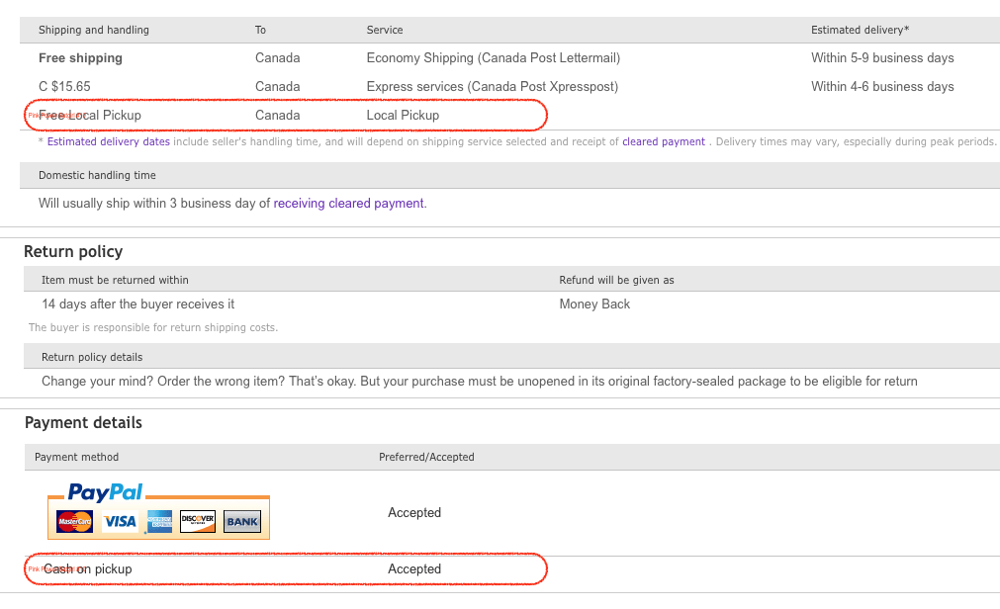 Shipping and handling To Service Estimated delivery*
Free shipping Canada Economy Shipping (Canada Post Lettermail) Within 5-9 business days
C $15.65 Canada Express services (Canada Post Xpresspost) Within 4-6 business days
Free Local Pickup Canada Local Pickup
* Estimated delivery dates include seller's handling time, and will depend on shipping service selected and receipt of cleared payment . Delivery times may vary, especially during peak periods.
Domestic handling time
Will usually ship within 3 business day of receiving cleared payment.
Return policy
Item must be returned within Refund will be given as
14 days after the buyer receives it Money Back
The buyer is responsible for return shipping costs.
Return policy details
Change your mind? Order the wrong item? That's okay. But your purchase must be unopened in its original factory-sealed package to be eligible for return
Payment details
Payment method Preferred/Accepted
PayPal
MasterCard VISA AMERICAN EXPRESS DISCOVER BANK Accepted
Cash on pickup Accepted